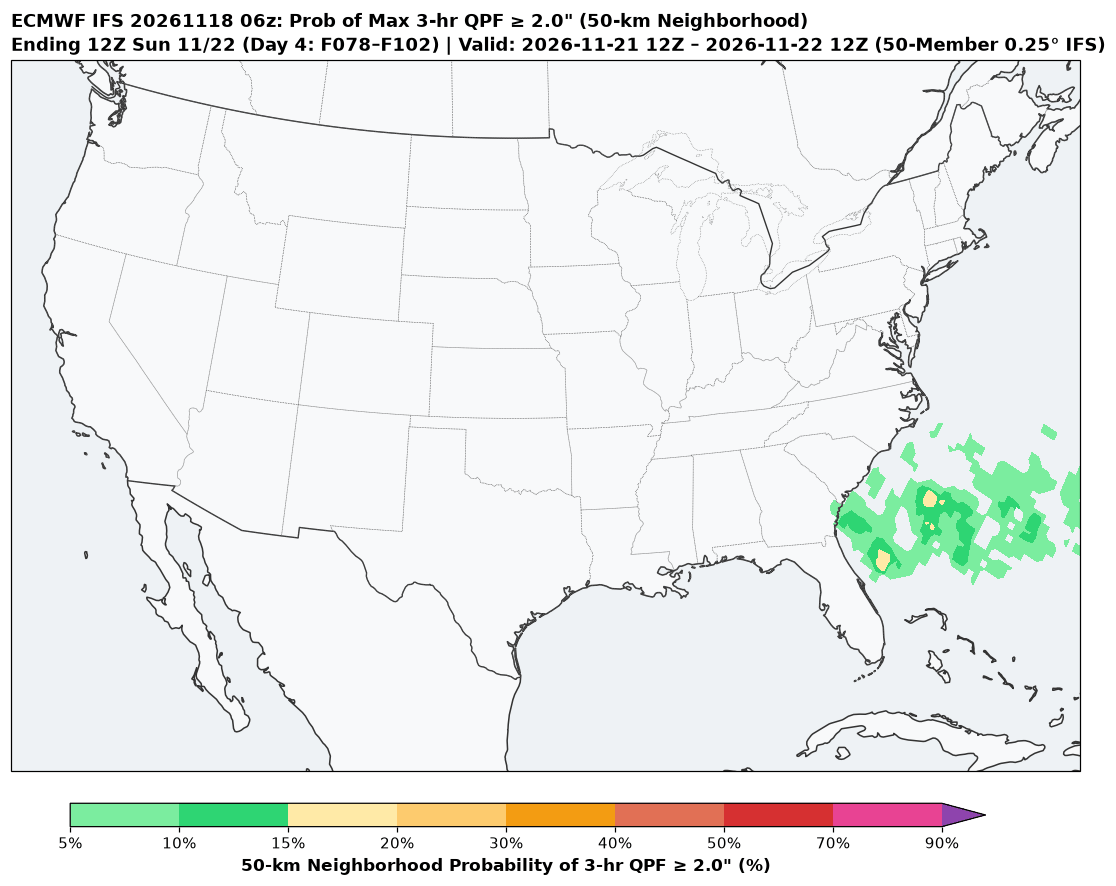 ECMWF IFS 20261118 06z: Prob of Max 3-hr QPF ≥ 2.0" (50-km Neighborhood)
Ending 12Z Sun 11/22 (Day 4: F078–F102) | Valid: 2026-11-21 12Z – 2026-11-22 12Z (50-Member 0.25° IFS)
5% 10% 15% 20% 30% 40% 50% 70% 90%
50-km Neighborhood Probability of 3-hr QPF ≥ 2.0" (%)